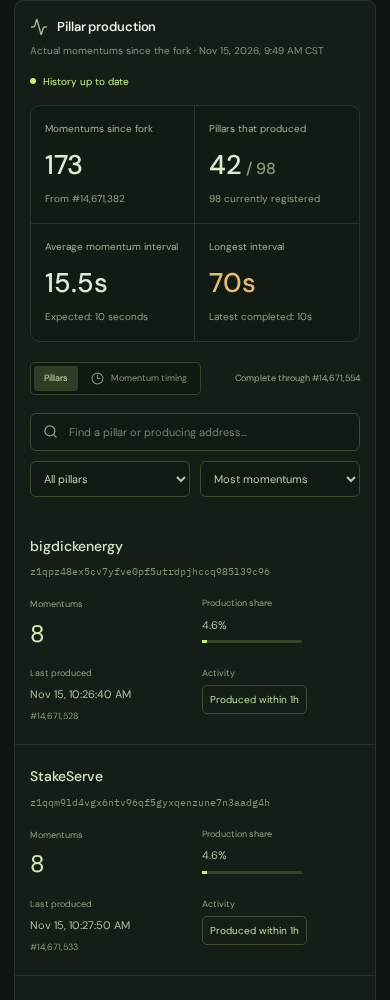 Pillar production
Actual momentums since the fork · Nov 15, 2026, 9:49 AM CST
History up to date
Momentums since fork
173
From #14,671,382
Pillars that produced
42 / 98
98 currently registered
Average momentum interval
15.5s
Expected: 10 seconds
Longest interval
70s
Latest completed: 10s
Pillars
Momentum timing
Complete through #14,671,554
Find a pillar or producing address...
All pillars
Most momentums
bigdickenergy
z1qpz48ex5cv7yfve0pf5utrdpjhccq985l39c96
Momentums
8
Production share
4.6%
Last produced
Nov 15, 10:26:40 AM
#14,671,528
Activity
Produced within 1h
StakeServe
z1qqm9ld4vgx6ntv96qf5gyxqenzune7n3aadg4h
Momentums
8
Production share
4.6%
Last produced
Nov 15, 10:27:50 AM
#14,671,533
Activity
Produced within 1h